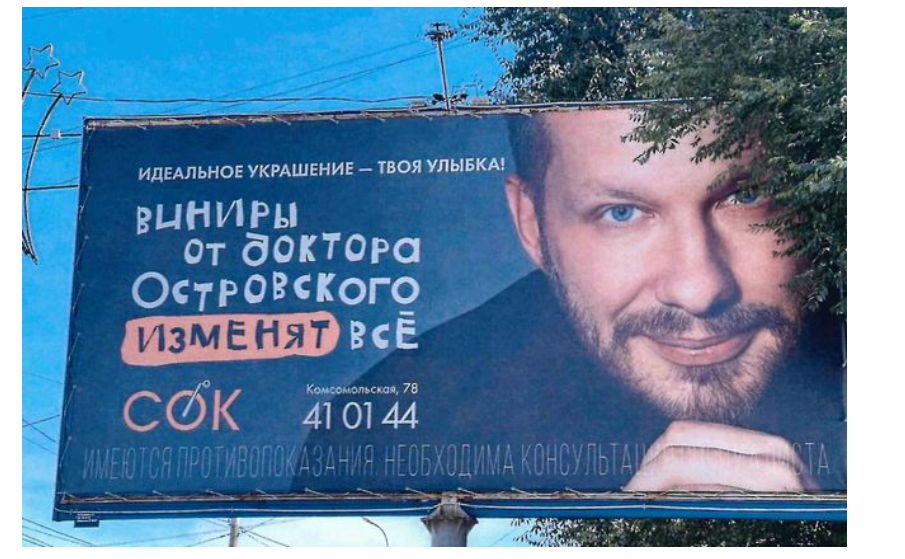 ИДЕАЛЬНОЕ УКРАШЕНИЕ — ТВОЯ УЛЫБКА!
ВИНИРЫ
ОТ ДОКТОРА
ОСТРОВСКОГО
ИЗМЕНЯТ ВСЁ
СОК
Комсомольская, 78
41 01 44
ИМЕЮТСЯ ПРОТИВОПОКАЗАНИЯ. НЕОБХОДИМА